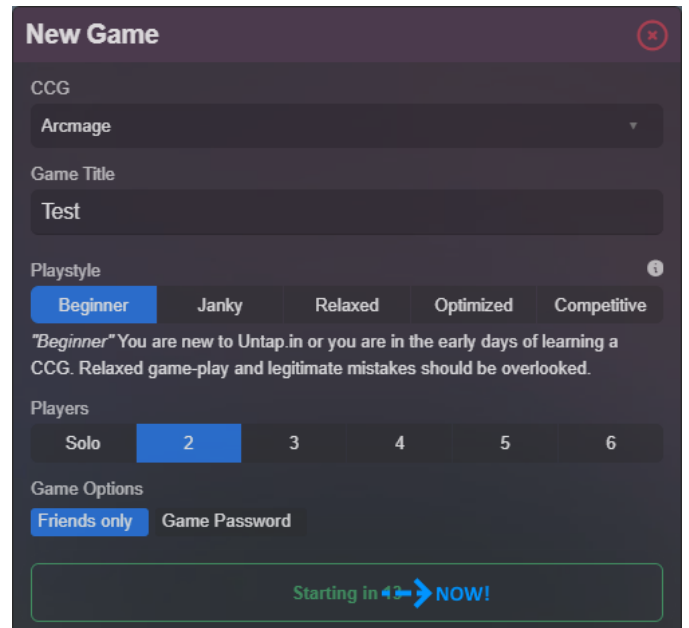 New Game
CCG
Arcmage
Game Title
Test
Playstyle
Beginner Janky Relaxed Optimized Competitive
"Beginner" You are new to Untap.in or you are in the early days of learning a
CCG. Relaxed game-play and legitimate mistakes should be overlooked.
Players
Solo 2 3 4 5 6
Game Options
Friends only Game Password
Starting in 13 NOW!